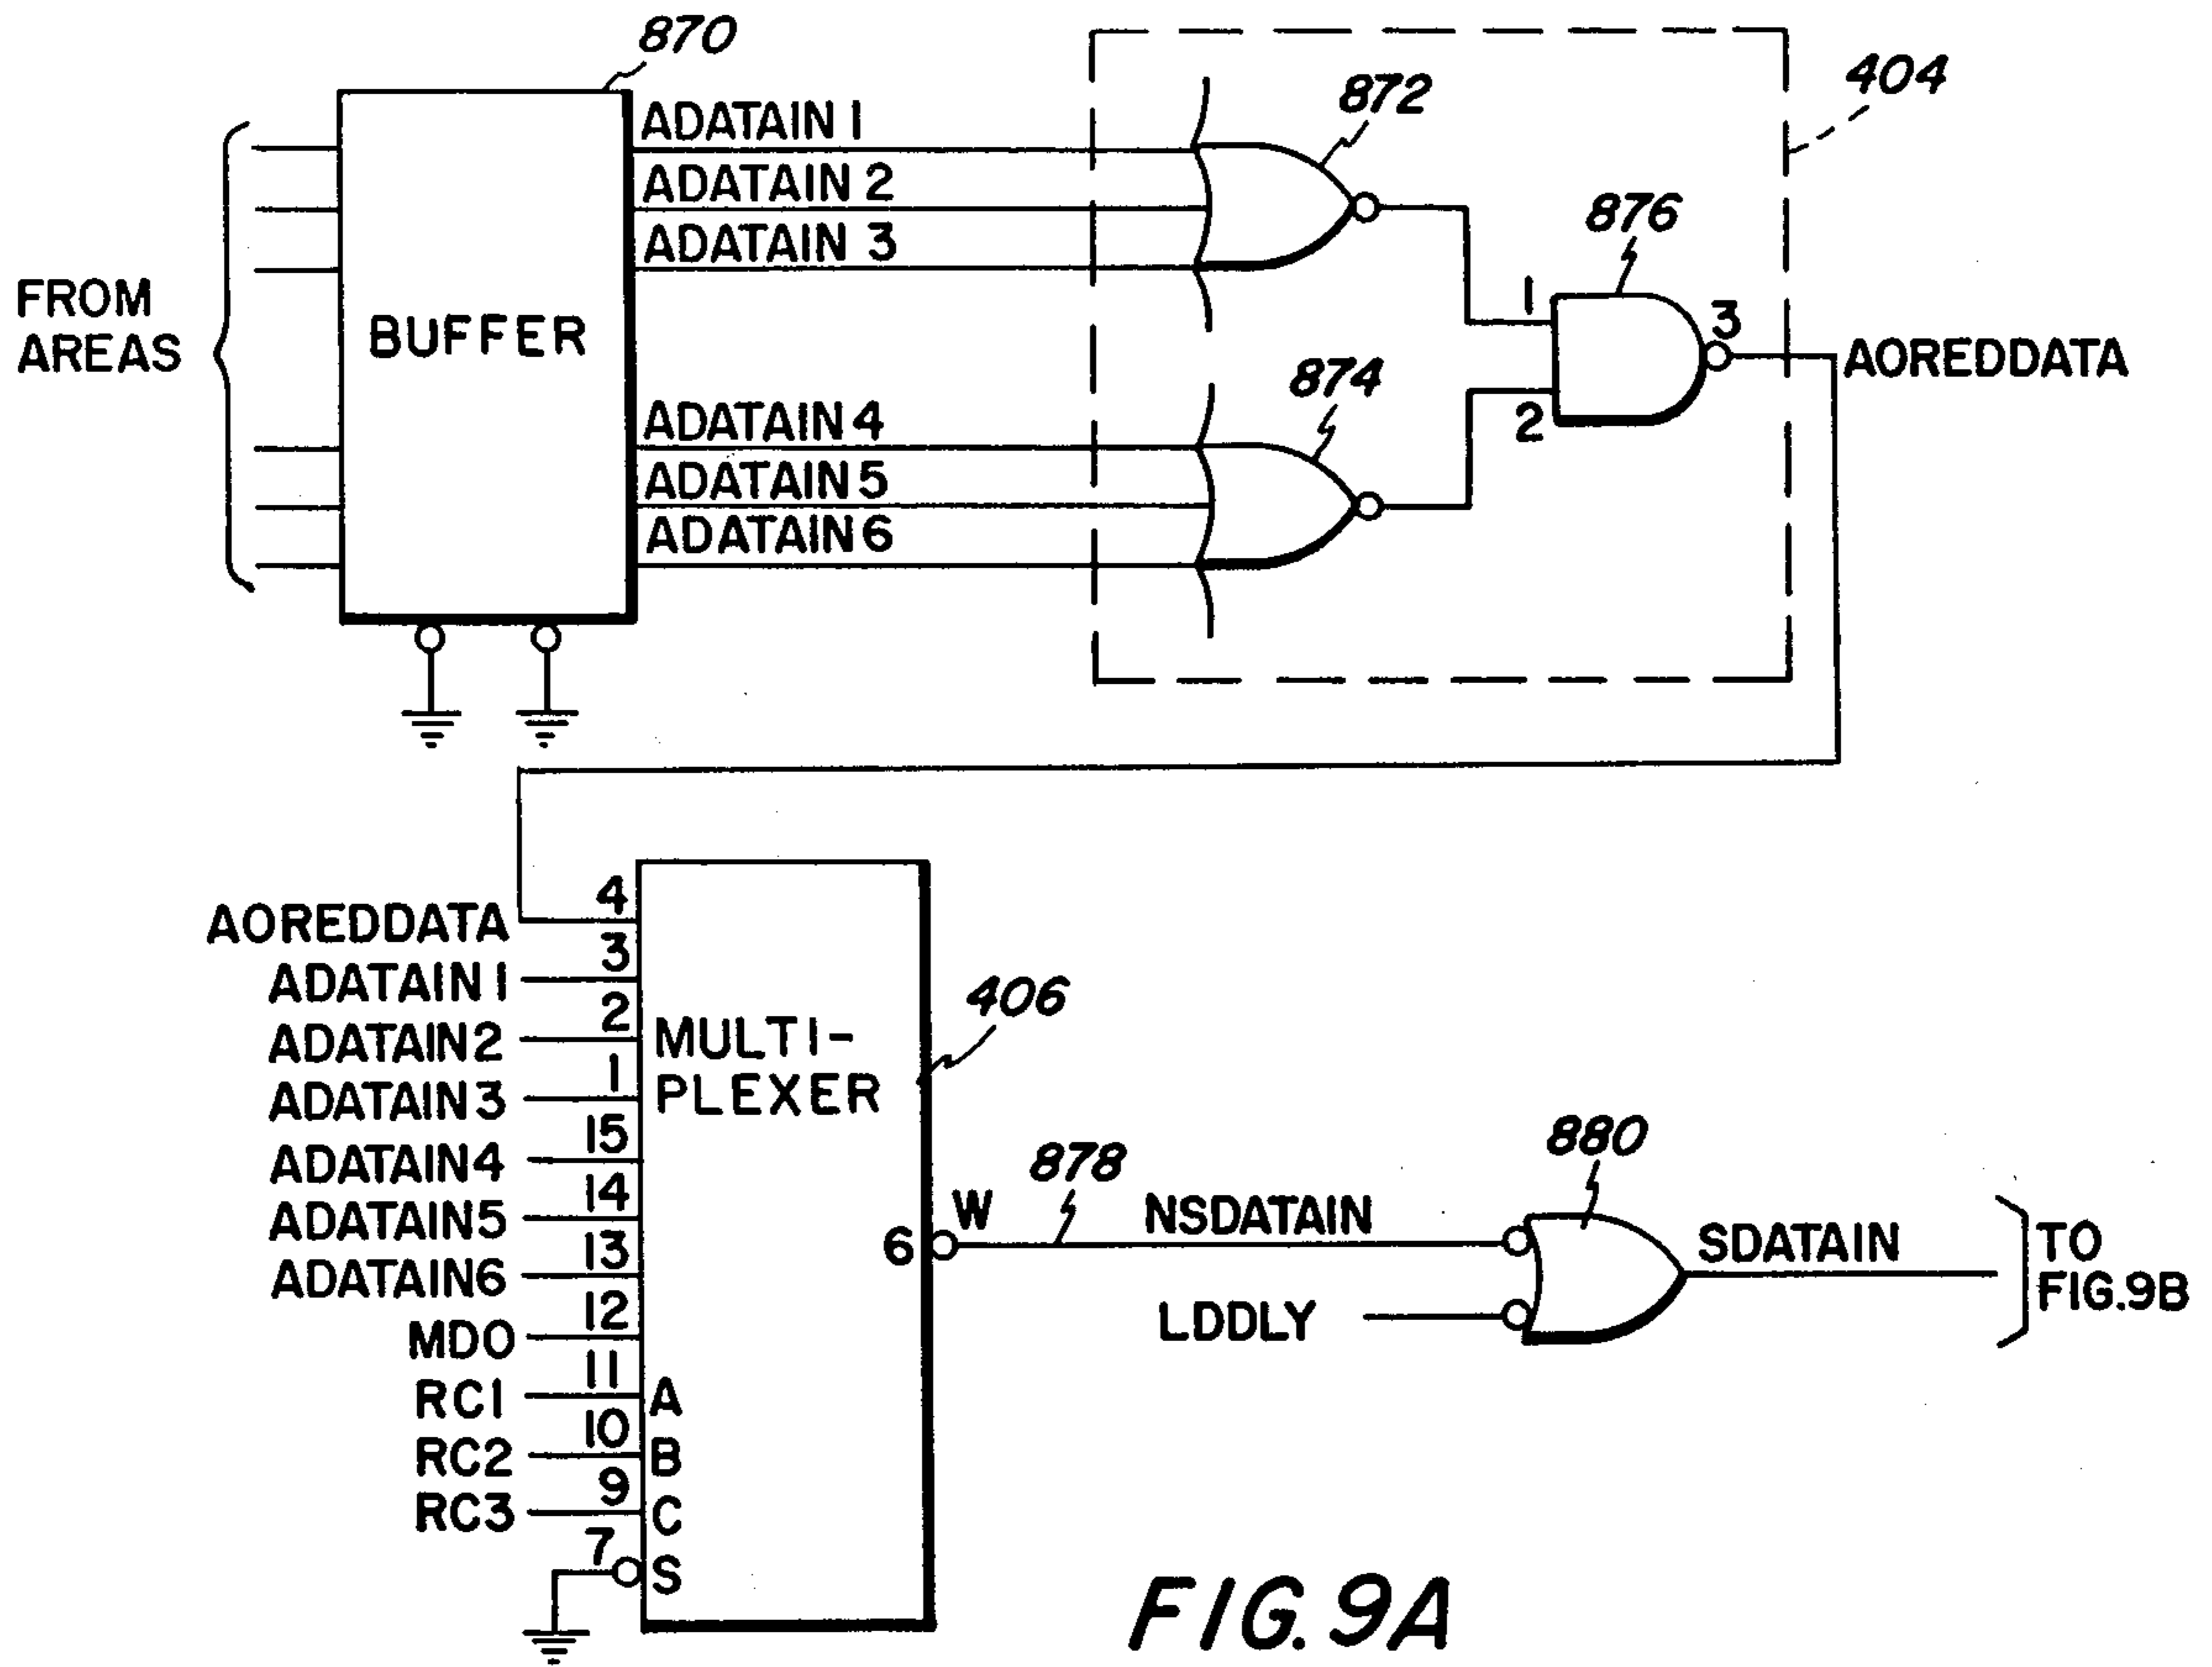 870
ADATAIN 1
ADATAIN 2
ADATAIN 3
872
404
876
FROM
AREAS
BUFFER
1
3
AOREDDATA
2
874
ADATAIN 4
ADATAIN 5
ADATAIN 6
AOREDDATA 4
ADATAIN 1 3
ADATAIN 2 2
ADATAIN 3 1
ADATAIN 4 15
ADATAIN 5 14
ADATAIN 6 13
MD0 12
RC1 11 A
RC2 10 B
RC3 9 C
7 S
MULTI-
PLEXER
406
6 W
878
NSDATAIN
LDDLY
880
SDATAIN
TO
FIG.9B
FIG. 9A